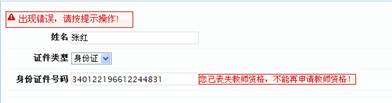 出现错误，请按提示操作！
姓名 张红
证件类型 身份证
身份证件号码 340122196612244831 您已丧失教师资格，不能再申请教师资格！